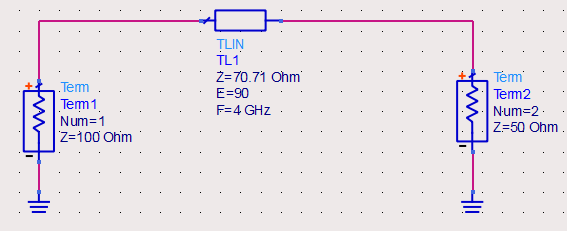 TLIN
TL1
Z=70.71 Ohm
E=90
F=4 GHz
+
Term
Term1
Num=1
Z=100 Ohm
-
+
Term
Term2
Num=2
Z=50 Ohm
-